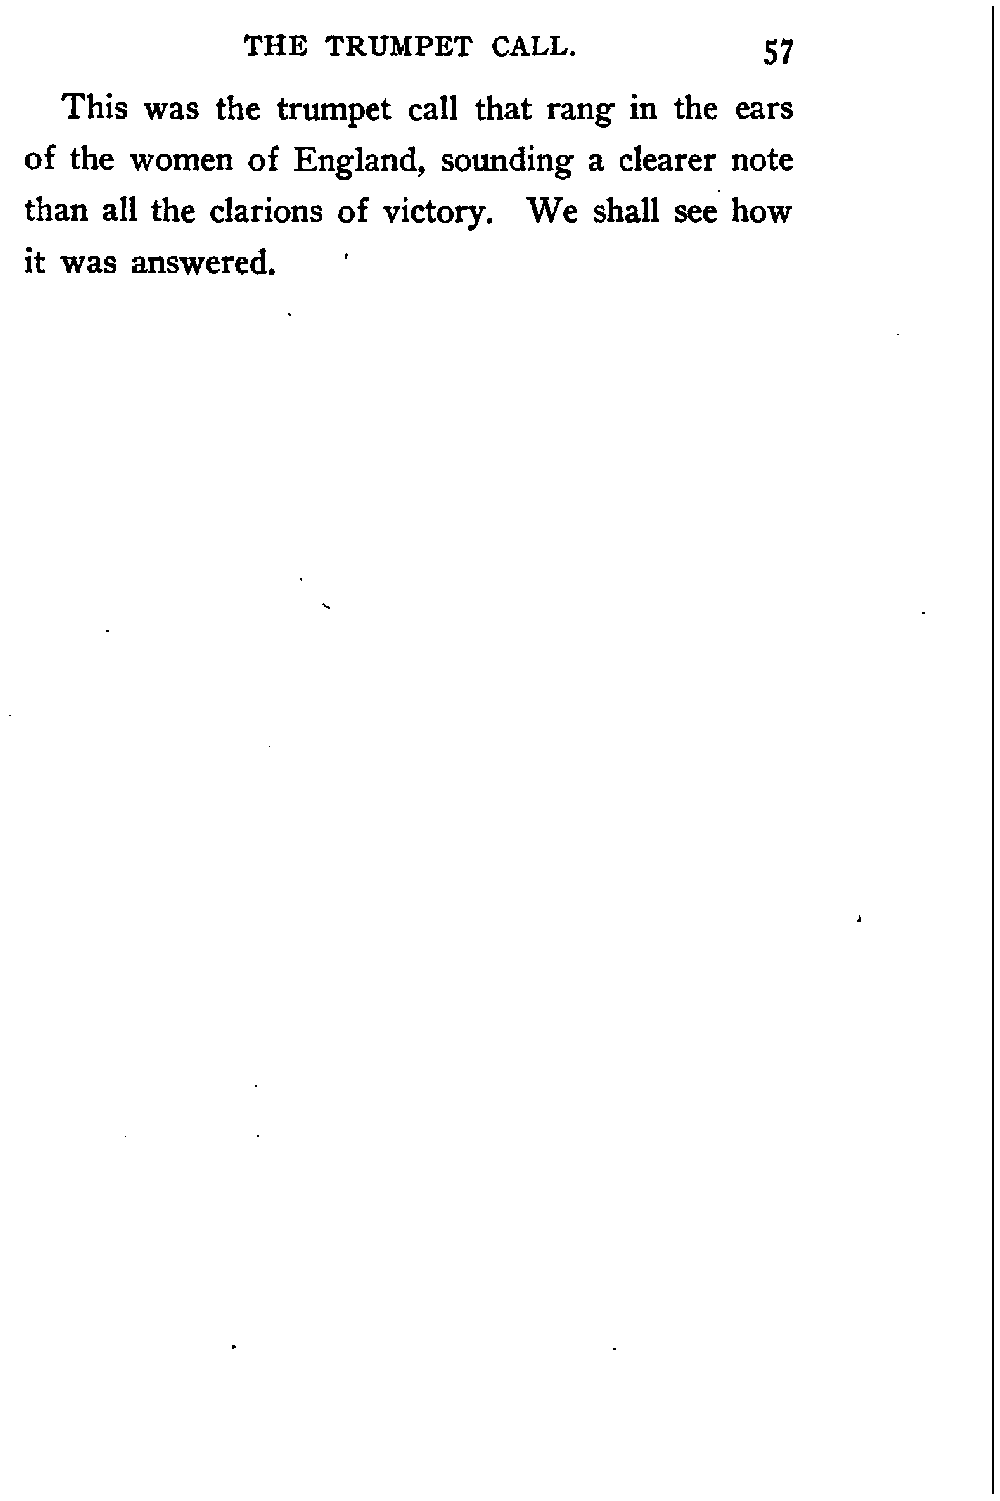 THE TRUMPET CALL. 57
This was the trumpet call that rang in the ears
of the women of England, sounding a clearer note
than all the clarions of victory. We shall see how
it was answered.